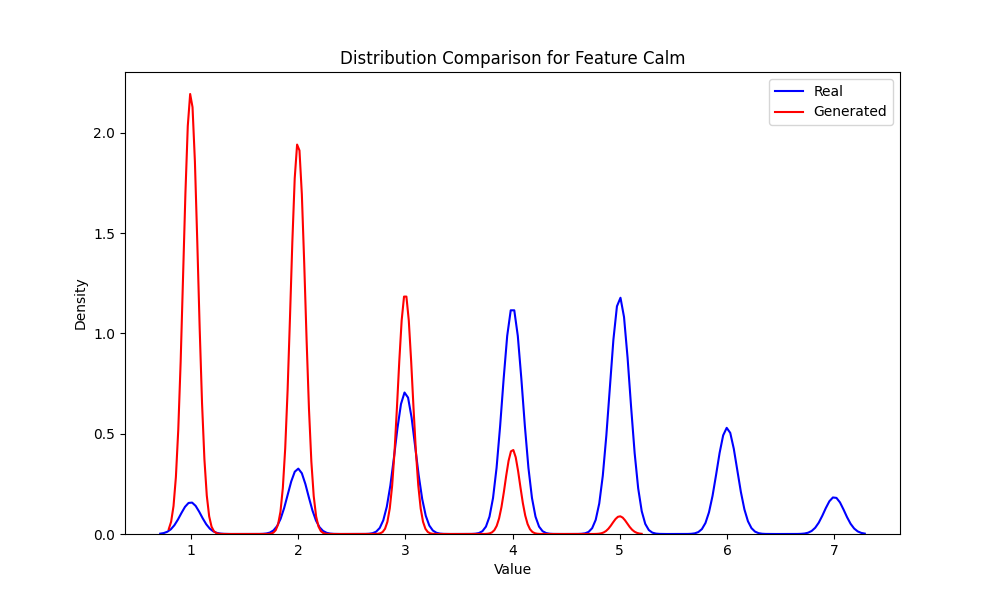 Distribution Comparison for Feature Calm
Real
Generated
Density
2.0
1.5
1.0
0.5
0.0
1 2 3 4 5 6 7
Value